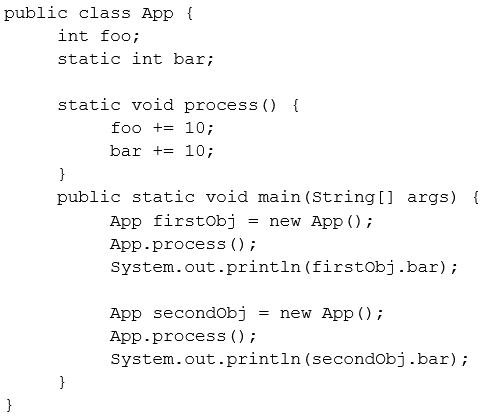 public class App {
int foo;
static int bar;
static void process() {
foo += 10;
bar += 10;
}
public static void main(String[] args) {
App firstObj = new App();
App.process();
System.out.println(firstObj.bar);
App secondObj = new App();
App.process();
System.out.println(secondObj.bar);
}
}